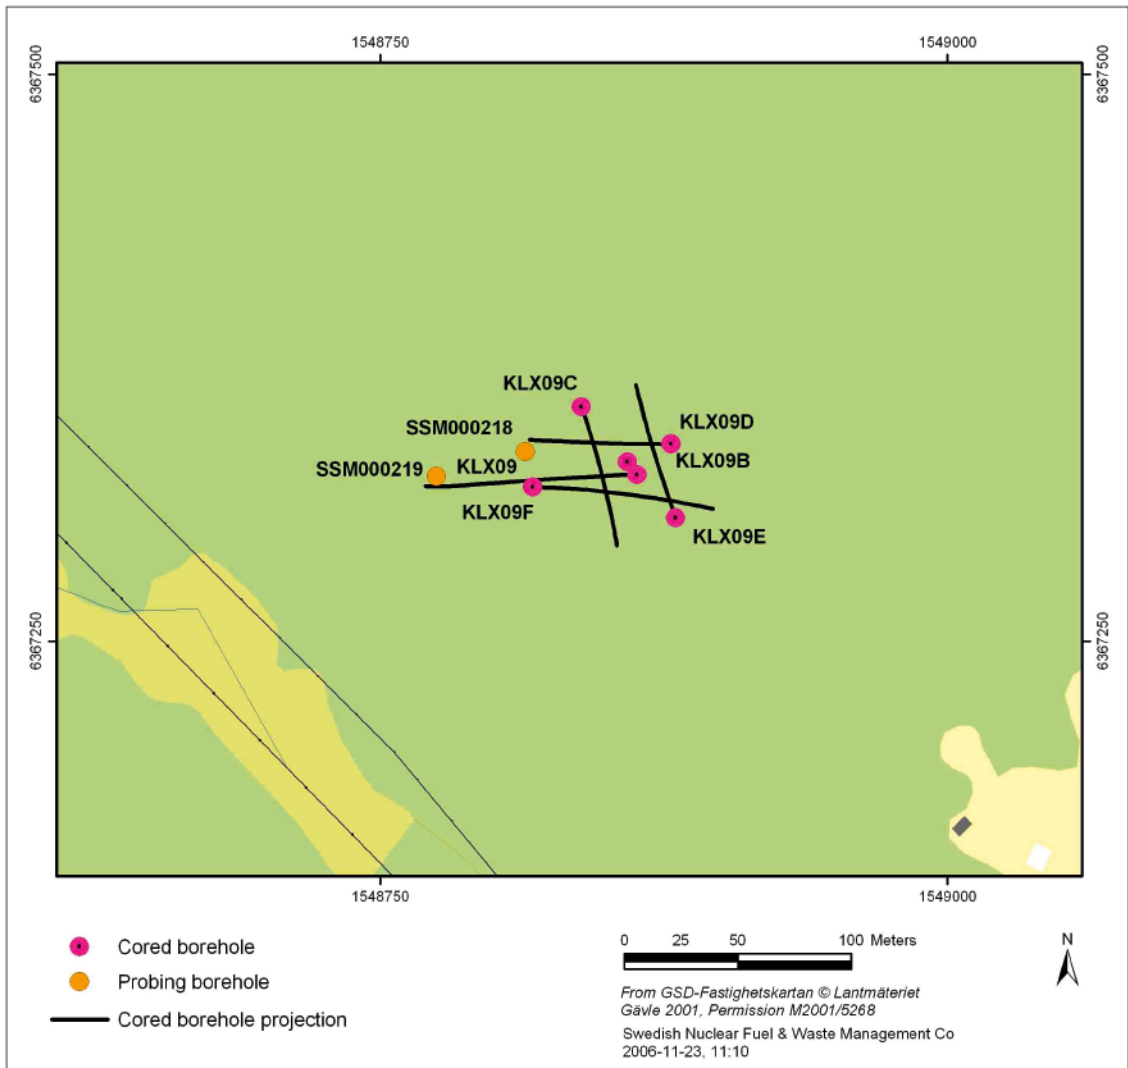 1548750 1549000
6367500 6367500
KLX09C
KLX09D
SSM000218
KLX09B
SSM000219 KLX09
KLX09F
KLX09E
6367250 6367250
1548750 1549000
Cored borehole
Probing borehole
Cored borehole projection
0 25 50 100 Meters
N
From GSD-Fastighetskartan © Lantmäteriet
Gävle 2001, Permission M2001/5268
Swedish Nuclear Fuel & Waste Management Co
2006-11-23, 11:10